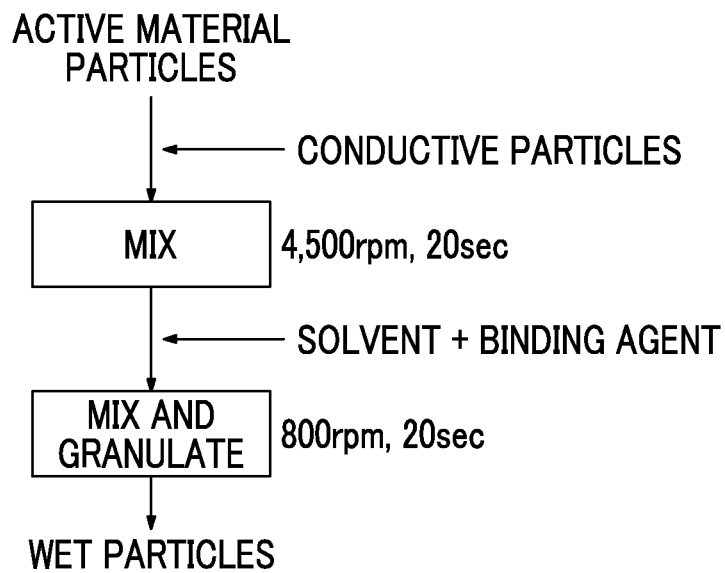 ACTIVE MATERIAL
PARTICLES
CONDUCTIVE PARTICLES
MIX
4,500rpm, 20sec
SOLVENT + BINDING AGENT
MIX AND
GRANULATE
800rpm, 20sec
WET PARTICLES